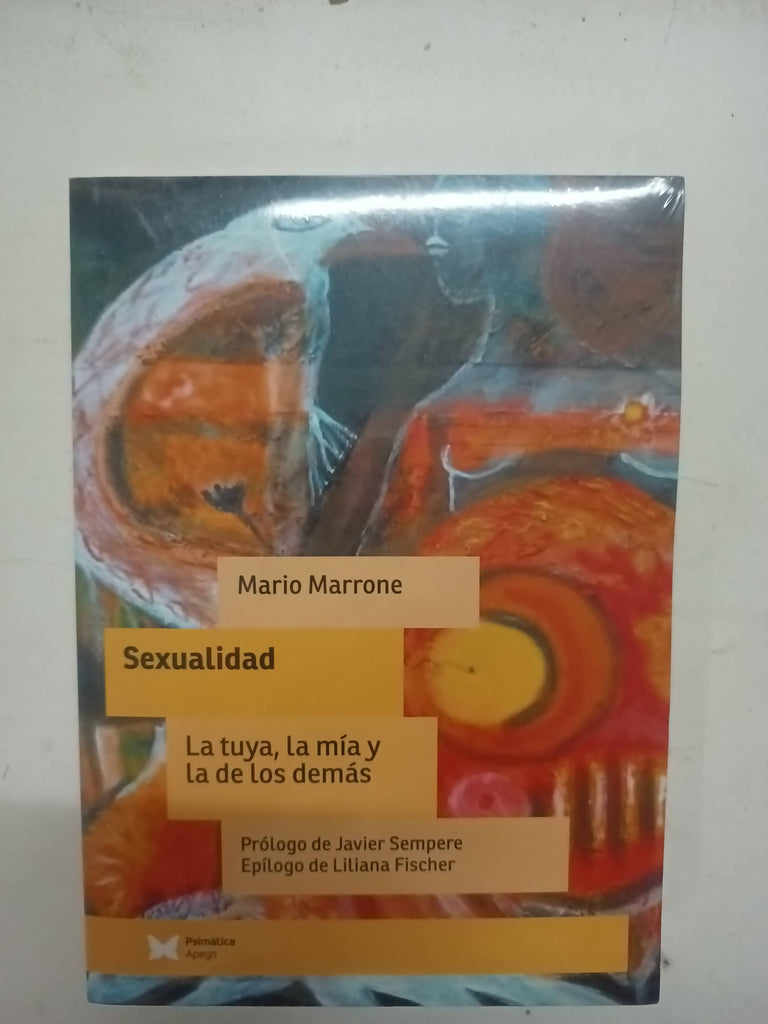 Mario Marrone
Sexualidad
La tuya, la mía y
la de los demás
Prólogo de Javier Sempere
Epílogo de Liliana Fischer
Psimática
Apego